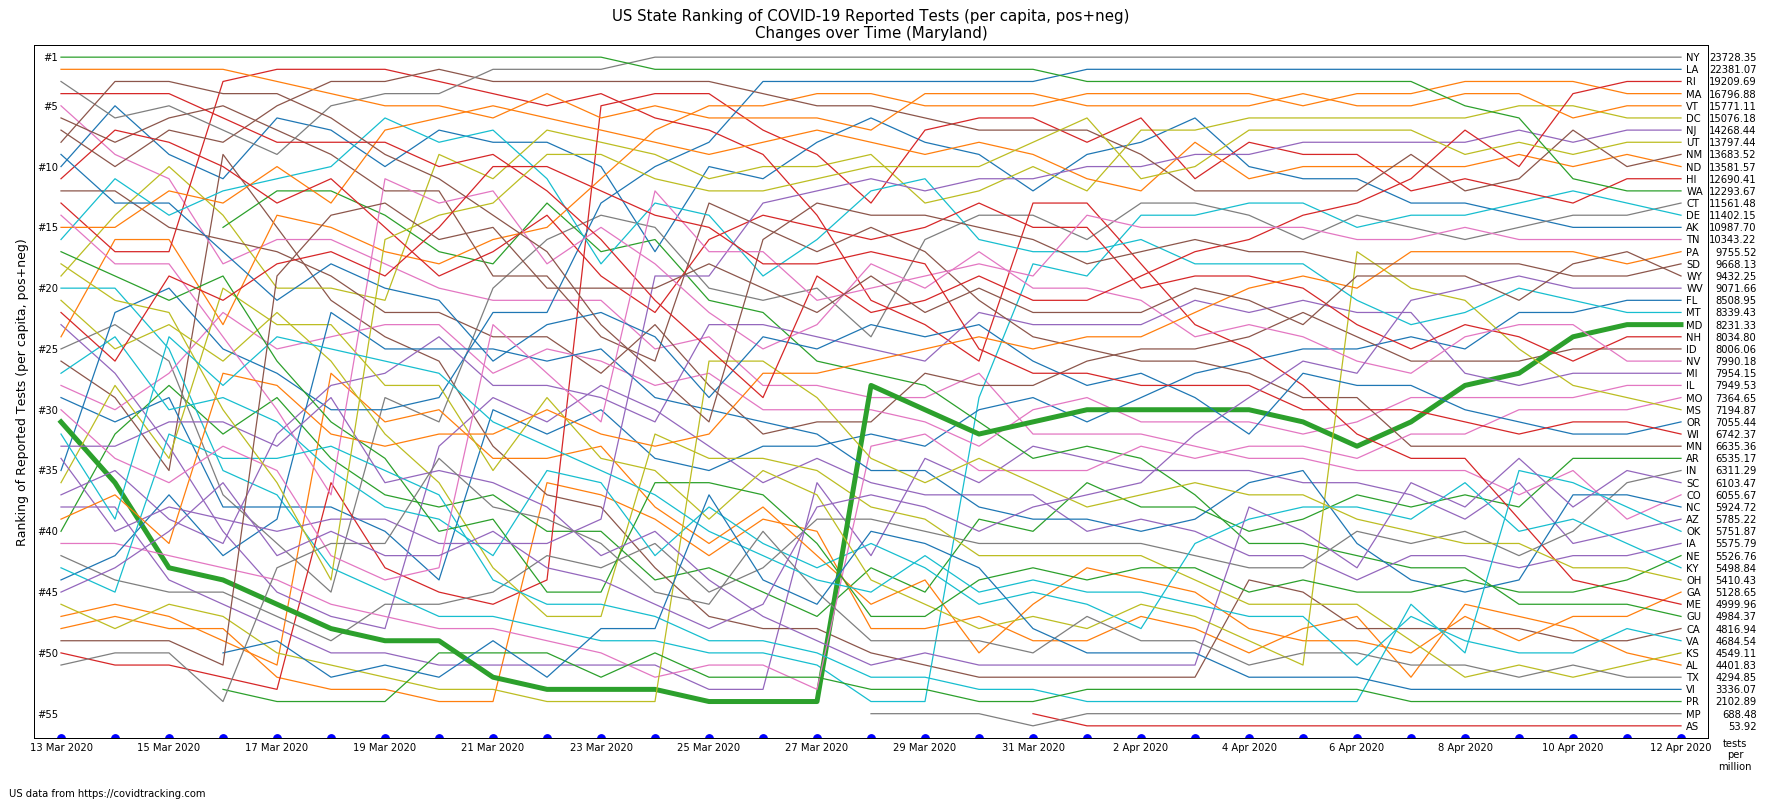 US State Ranking of COVID-19 Reported Tests (per capita, pos+neg)
Changes over Time (Maryland)
Ranking of Reported Tests (per capita, pos+neg)
#1
#5
#10
#15
#20
#25
#30
#35
#40
#45
#50
#55
NY 23728.35
LA 22381.07
RI 19209.69
MA 16796.88
VT 15771.11
DC 15076.18
NJ 14268.44
UT 13797.44
NM 13683.52
ND 13581.57
HI 12690.41
WA 12293.67
CT 11561.48
DE 11402.15
AK 10987.70
TN 10343.22
PA 9755.52
SD 9668.13
WY 9432.25
WV 9071.66
FL 8508.95
MT 8339.43
MD 8231.33
NH 8034.80
ID 8006.06
NV 7990.18
MI 7954.15
IL 7949.53
MO 7364.65
MS 7194.87
OR 7055.44
WI 6742.37
MN 6635.36
AR 6535.17
IN 6311.29
SC 6103.47
CO 6055.67
NC 5924.72
AZ 5785.22
OK 5751.87
IA 5575.79
NE 5526.76
KY 5498.84
OH 5410.43
GA 5128.65
ME 4999.96
GU 4984.37
CA 4816.94
VA 4684.54
KS 4549.11
AL 4401.83
TX 4294.85
VI 3336.07
PR 2102.89
MP 688.48
AS 53.92
13 Mar 2020 15 Mar 2020 17 Mar 2020 19 Mar 2020 21 Mar 2020 23 Mar 2020 25 Mar 2020 27 Mar 2020 29 Mar 2020 31 Mar 2020 2 Apr 2020 4 Apr 2020 6 Apr 2020 8 Apr 2020 10 Apr 2020 12 Apr 2020
tests
per
million
US data from https://covidtracking.com